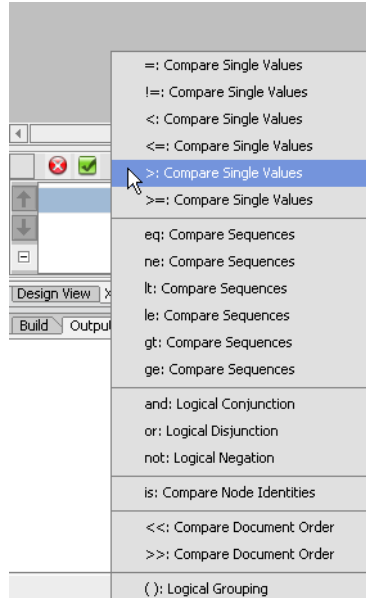 =: Compare Single Values
!=: Compare Single Values
<: Compare Single Values
<=: Compare Single Values
>: Compare Single Values
>=: Compare Single Values
eq: Compare Sequences
ne: Compare Sequences
lt: Compare Sequences
le: Compare Sequences
gt: Compare Sequences
ge: Compare Sequences
and: Logical Conjunction
or: Logical Disjunction
not: Logical Negation
is: Compare Node Identities
<<: Compare Document Order
>>: Compare Document Order
( ): Logical Grouping
Design View X
Build Output